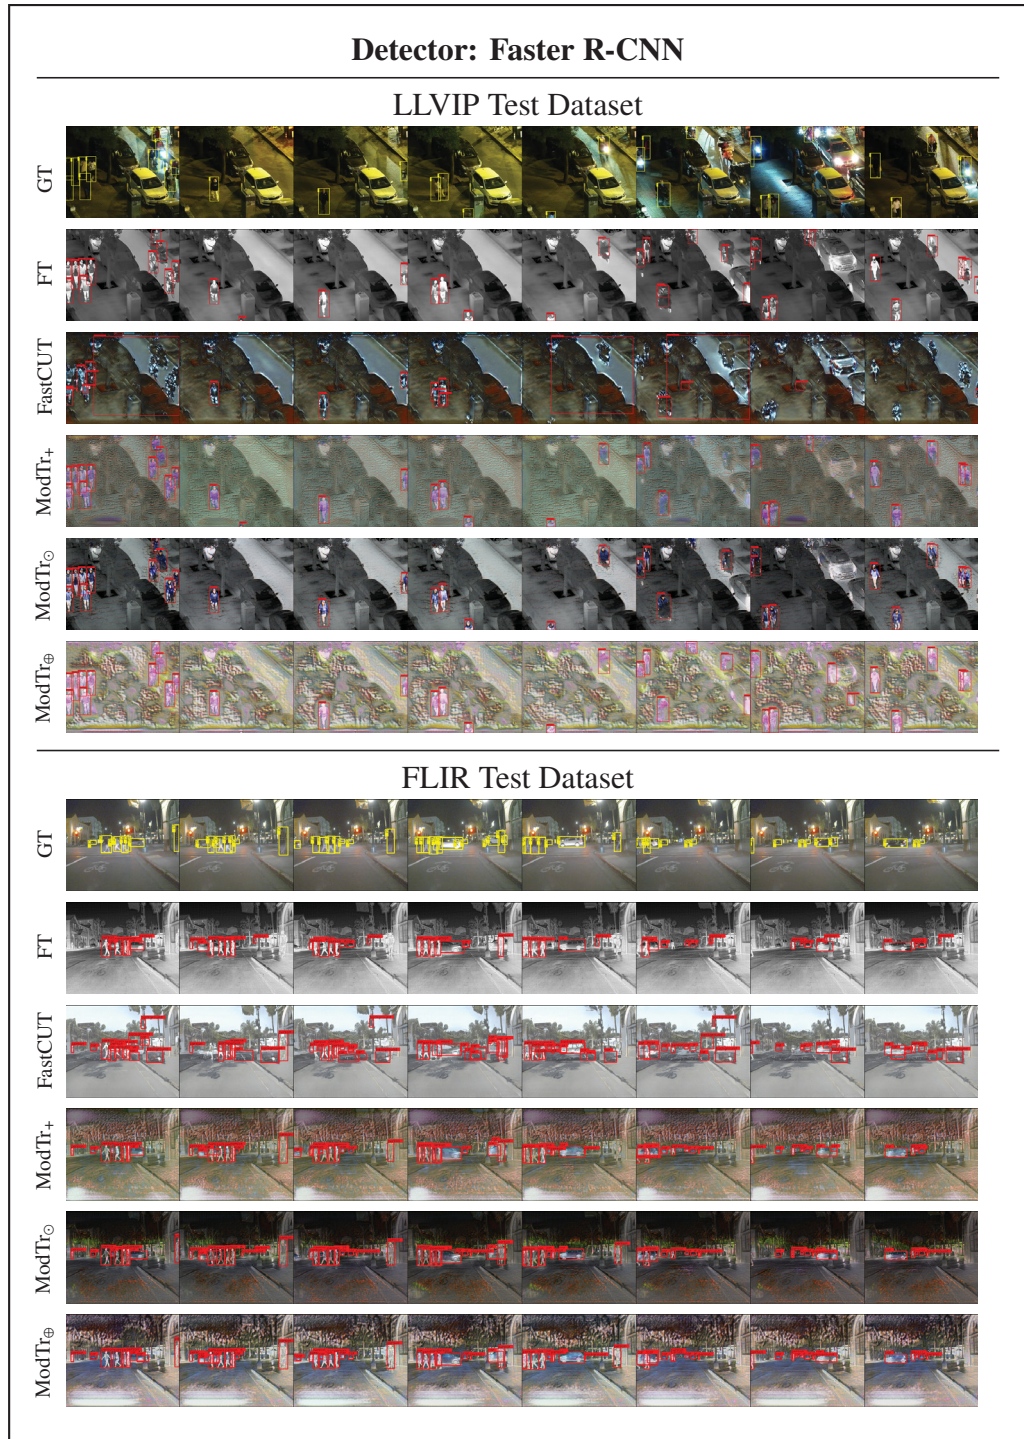 Detector: Faster R-CNN
LLVIP Test Dataset
GT
FT
FastCUT
ModTr₊
ModTr⊙
ModTr⊕
FLIR Test Dataset
GT
FT
FastCUT
ModTr₊
ModTr⊙
ModTr⊕